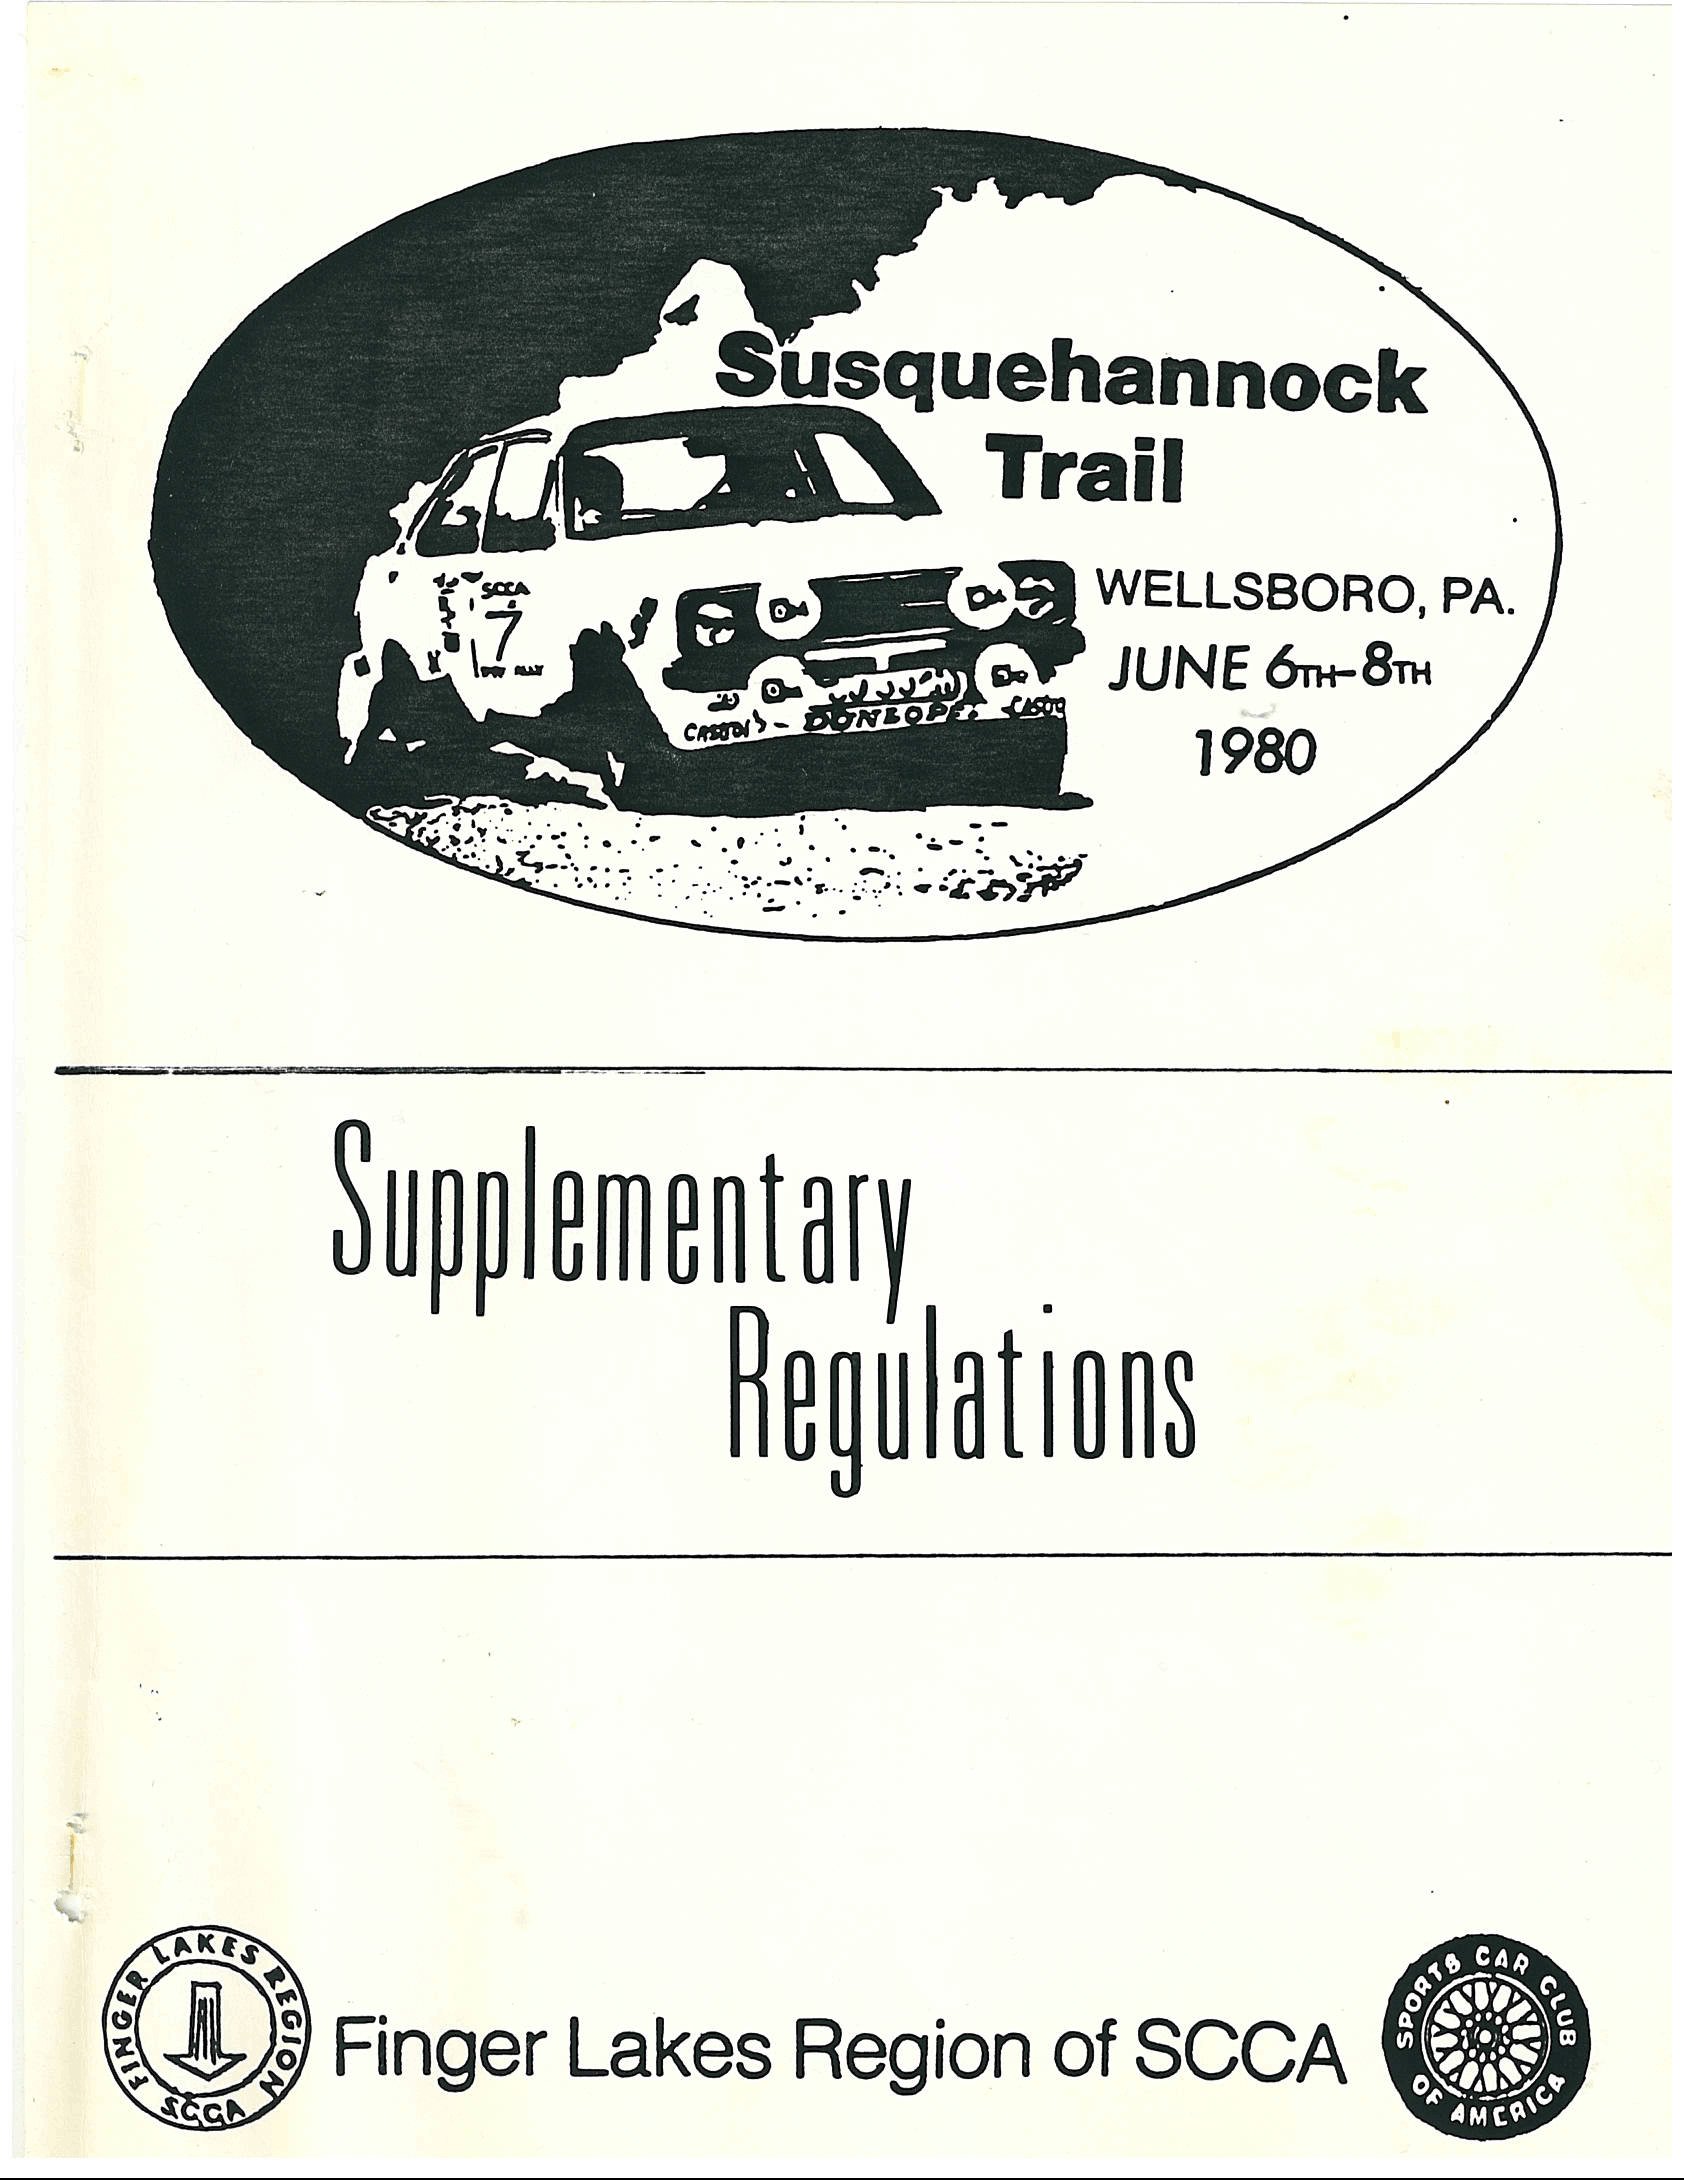 Susquehannock
Trail
WELLSBORO, PA.
JUNE 6TH-8TH
1980
SCCA
7
DUNLOP
Supplementary
Regulations
FINGER LAKES REGION
SCCA
Finger Lakes Region of SCCA
SPORTS CAR CLUB
OF AMERICA